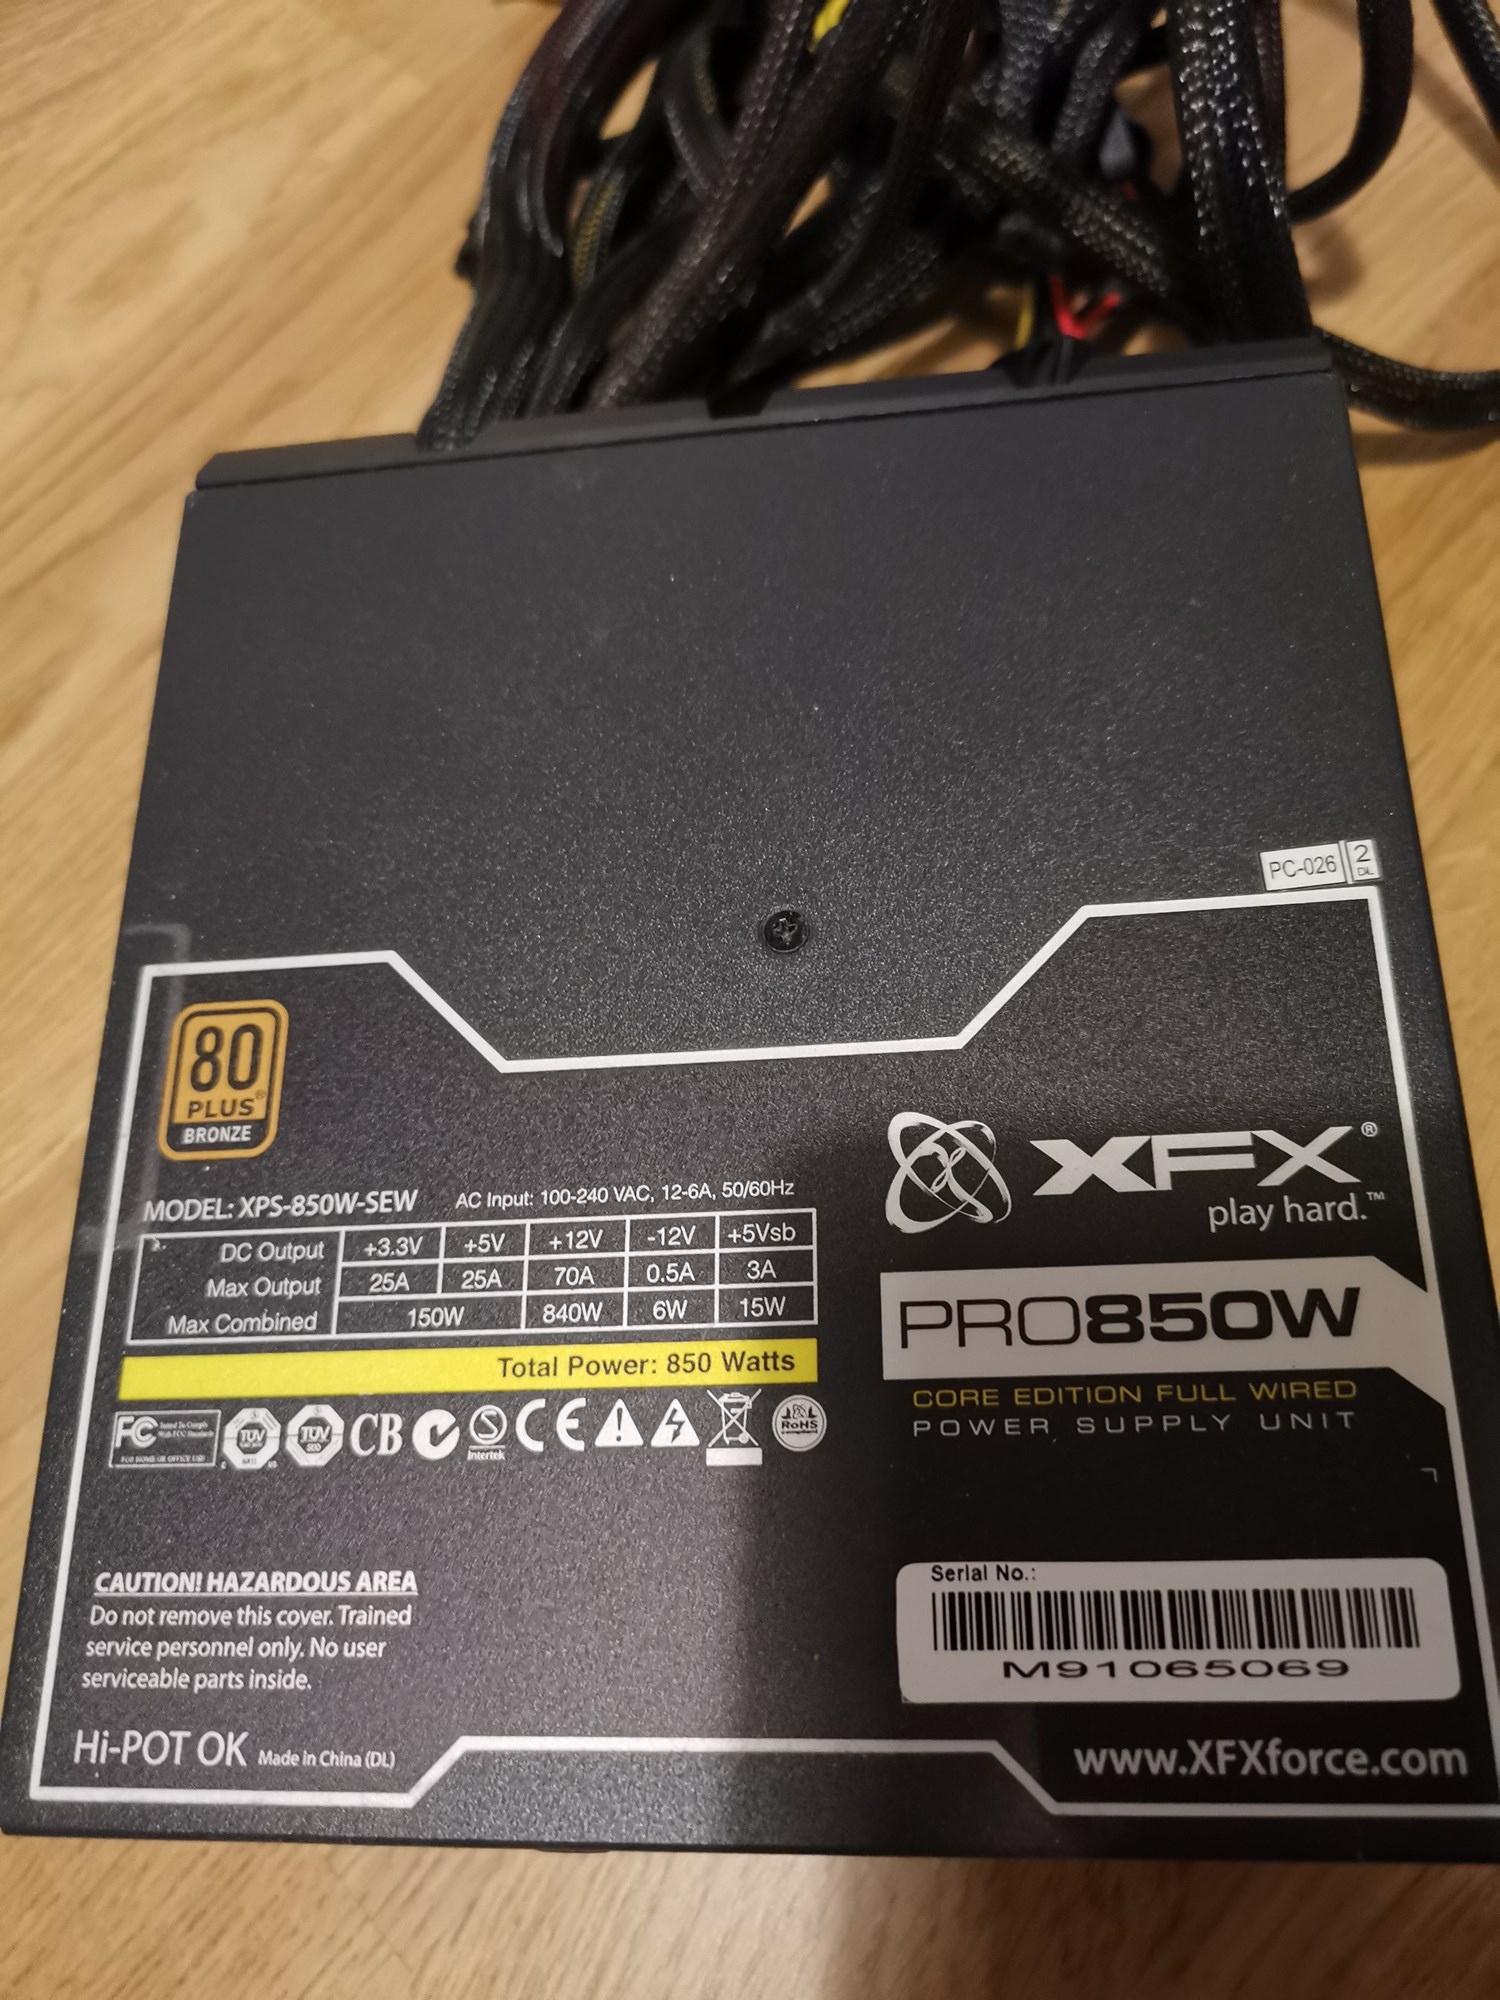 PC-026
2
DL
80
PLUS®
BRONZE
XFX®
play hard.™
MODEL: XPS-850W-SEW AC Input: 100-240 VAC, 12-6A, 50/60Hz
DC Output +3.3V +5V +12V -12V +5Vsb
Max Output 25A 25A 70A 0.5A 3A
Max Combined 150W 840W 6W 15W
Total Power: 850 Watts
PRO850W
CORE EDITION FULL WIRED
POWER SUPPLY UNIT
FC
TÜV
TÜV
CB
S
Intertek
CE
RoHS
CAUTION! HAZARDOUS AREA
Do not remove this cover. Trained
service personnel only. No user
serviceable parts inside.
Serial No.:
M91065069
Hi-POT OK Made in China (DL)
www.XFXforce.com